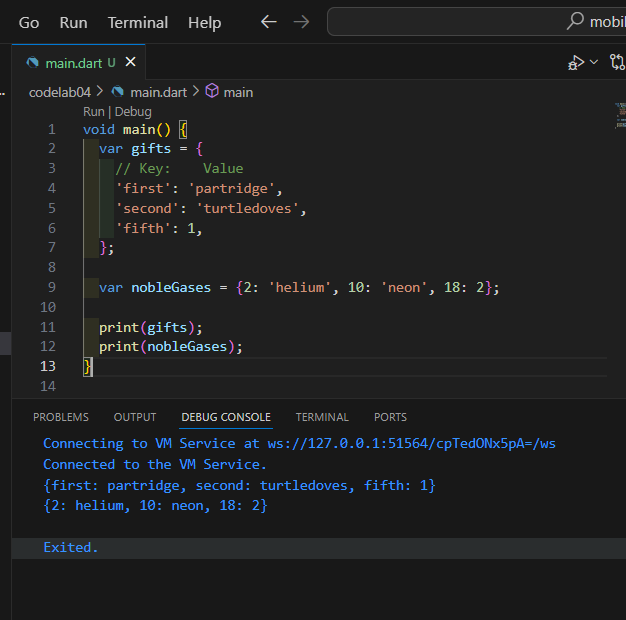 Go Run Terminal Help ← → mobil
main.dart U ×
codelab04 > main.dart > main
Run | Debug
1 void main() {
2 var gifts = {
3 // Key: Value
4 'first': 'partridge',
5 'second': 'turtledoves',
6 'fifth': 1,
7 };
8
9 var nobleGases = {2: 'helium', 10: 'neon', 18: 2};
10
11 print(gifts);
12 print(nobleGases);
13 }
14
PROBLEMS OUTPUT DEBUG CONSOLE TERMINAL PORTS
Connecting to VM Service at ws://127.0.0.1:51564/cpTedONx5pA=/ws
Connected to the VM Service.
{first: partridge, second: turtledoves, fifth: 1}
{2: helium, 10: neon, 18: 2}
Exited.